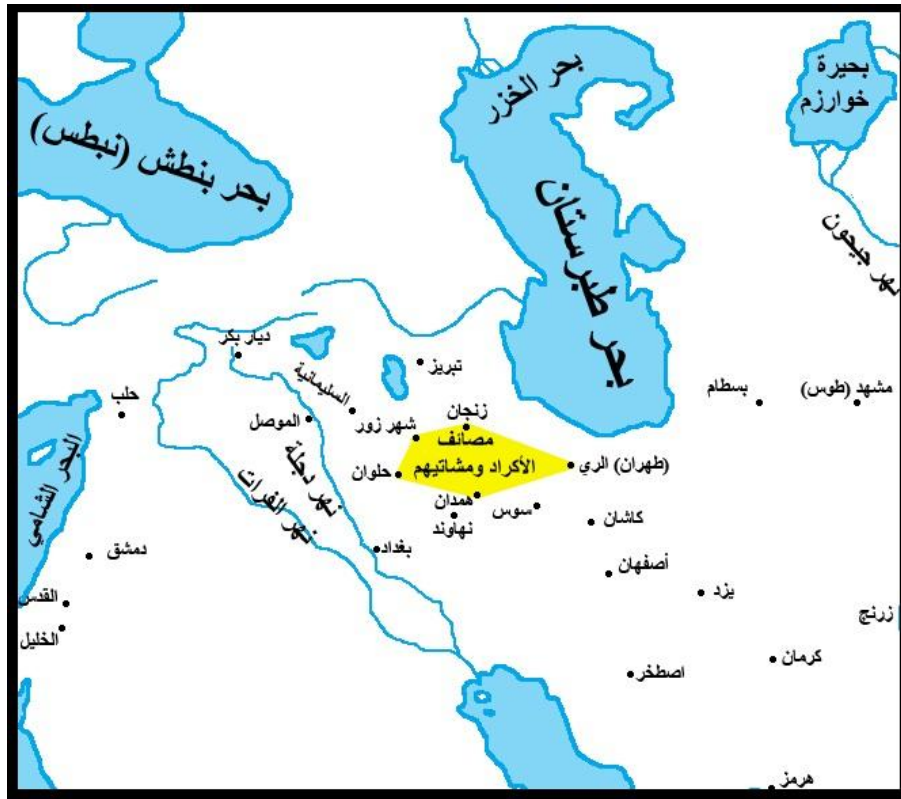 بحر الخزر
بحيرة
خوارزم
بحر بنطش (نبطس)
بحر طبرستان
نهر جيحون
ديار بكر
تبريز
السليمانية
حلب
الموصل
شهر زور
زنجان
بسطام
مشهد (طوس)
مصائف
الأكراد ومشاتيهم
حلوان
(طهران) الري
البحر الشامي
نهر دجلة
نهر الفرات
همدان
نهاوند
سوس
كاشان
دمشق
بغداد
أصفهان
القدس
يزد
زرنج
الخليل
كرمان
اصطخر
هرمز